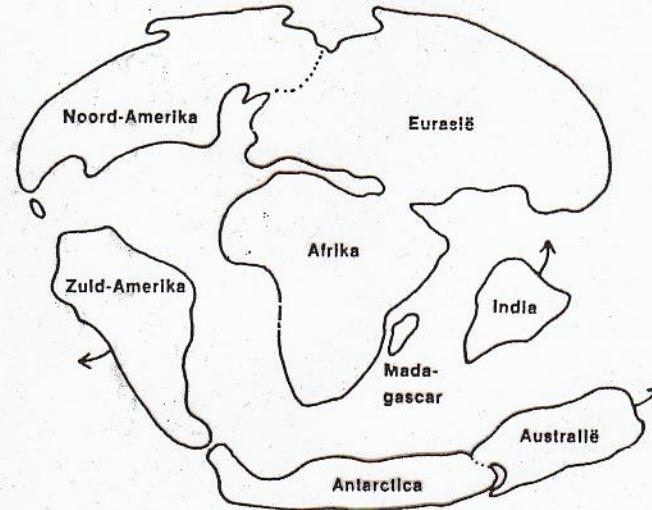 Noord-Amerika
Eurasië
Afrika
Zuid-Amerika
India
Mada-
gascar
Australië
Antarctica